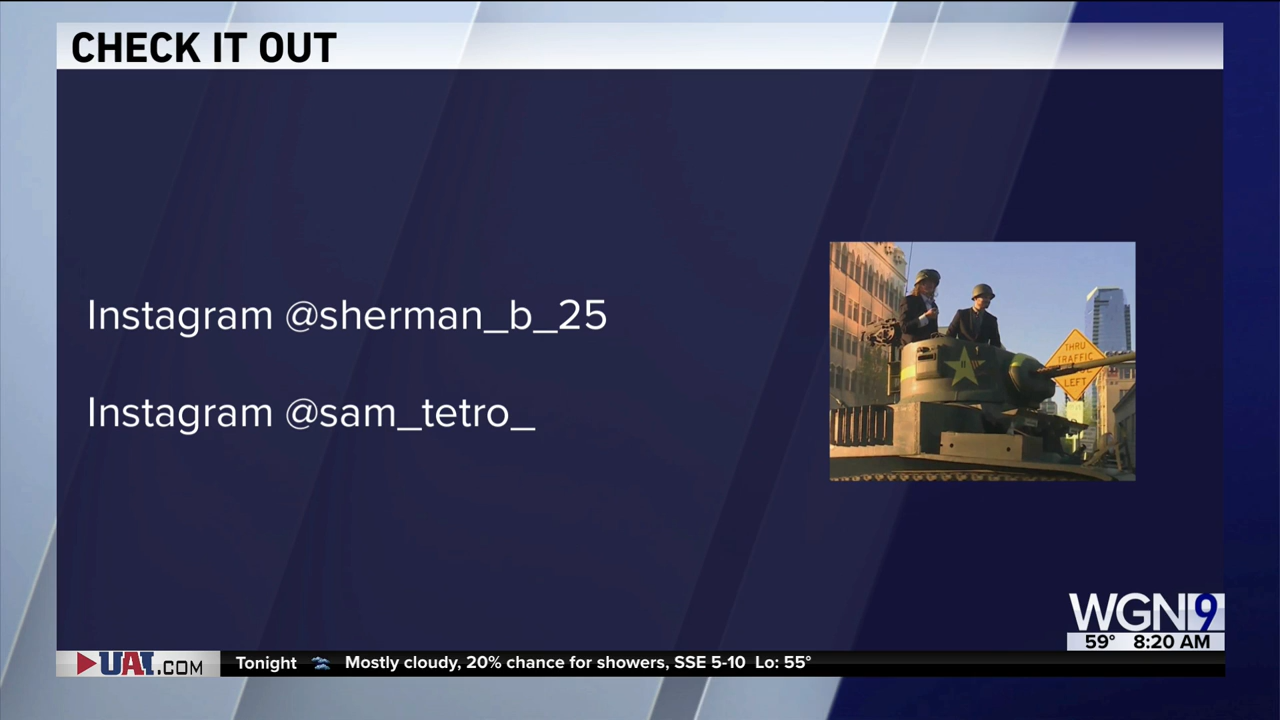 CHECK IT OUT
Instagram @sherman_b_25
Instagram @sam_tetro_
THRU
TRAFFIC
LEFT
WGN9
59° 8:20 AM
UAI.COM
Tonight Mostly cloudy, 20% chance for showers, SSE 5-10 Lo: 55°